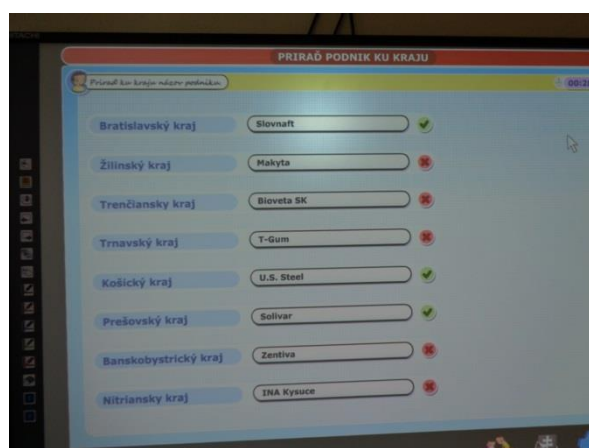 PRIRAĎ PODNIK KU KRAJU
Priraď ku kraju názov podniku.
Bratislavský kraj Slovnaft
Žilinský kraj Makyta
Trenčiansky kraj Bioveta SK
Trnavský kraj T-Gum
Košický kraj U.S. Steel
Prešovský kraj Solivar
Banskobystrický kraj Zentiva
Nitriansky kraj INA Kysuce